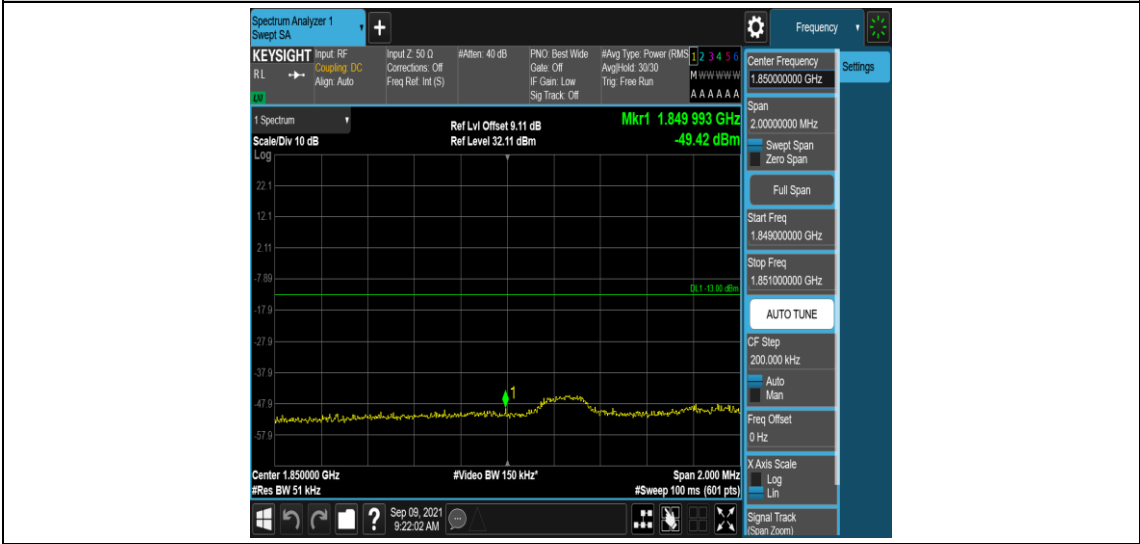 Spectrum Analyzer 1
Swept SA
+
Frequency
KEYSIGHT
RL
Input: RF
Coupling: DC
Align: Auto
Input Z: 50 Ω
Corrections: Off
Freq Ref: Int (S)
#Atten: 40 dB
PNO: Best Wide
Gate: Off
IF Gain: Low
Sig Track: Off
#Avg Type: Power (RMS
Avg|Hold: 30/30
Trig: Free Run
1 2 3 4 5 6
M W W W W W
A A A A A A
1 Spectrum
Scale/Div 10 dB
Log
Ref Lvl Offset 9.11 dB
Ref Level 32.11 dBm
Mkr1 1.849 993 GHz
-49.42 dBm
22.1
12.1
2.11
-7.89
DL1 -13.00 dBm
-17.9
-27.9
-37.9
1
-47.9
-57.9
Center 1.850000 GHz
#Video BW 150 kHz*
Span 2.000 MHz
#Res BW 51 kHz
#Sweep 100 ms (601 pts)
?
Sep 09, 2021
9:22:02 AM
Center Frequency
1.850000000 GHz
Settings
Span
2.00000000 MHz
Swept Span
Zero Span
Full Span
Start Freq
1.849000000 GHz
Stop Freq
1.851000000 GHz
AUTO TUNE
CF Step
200.000 kHz
Auto
Man
Freq Offset
0 Hz
X Axis Scale
Log
Lin
Signal Track
(Span Zoom)